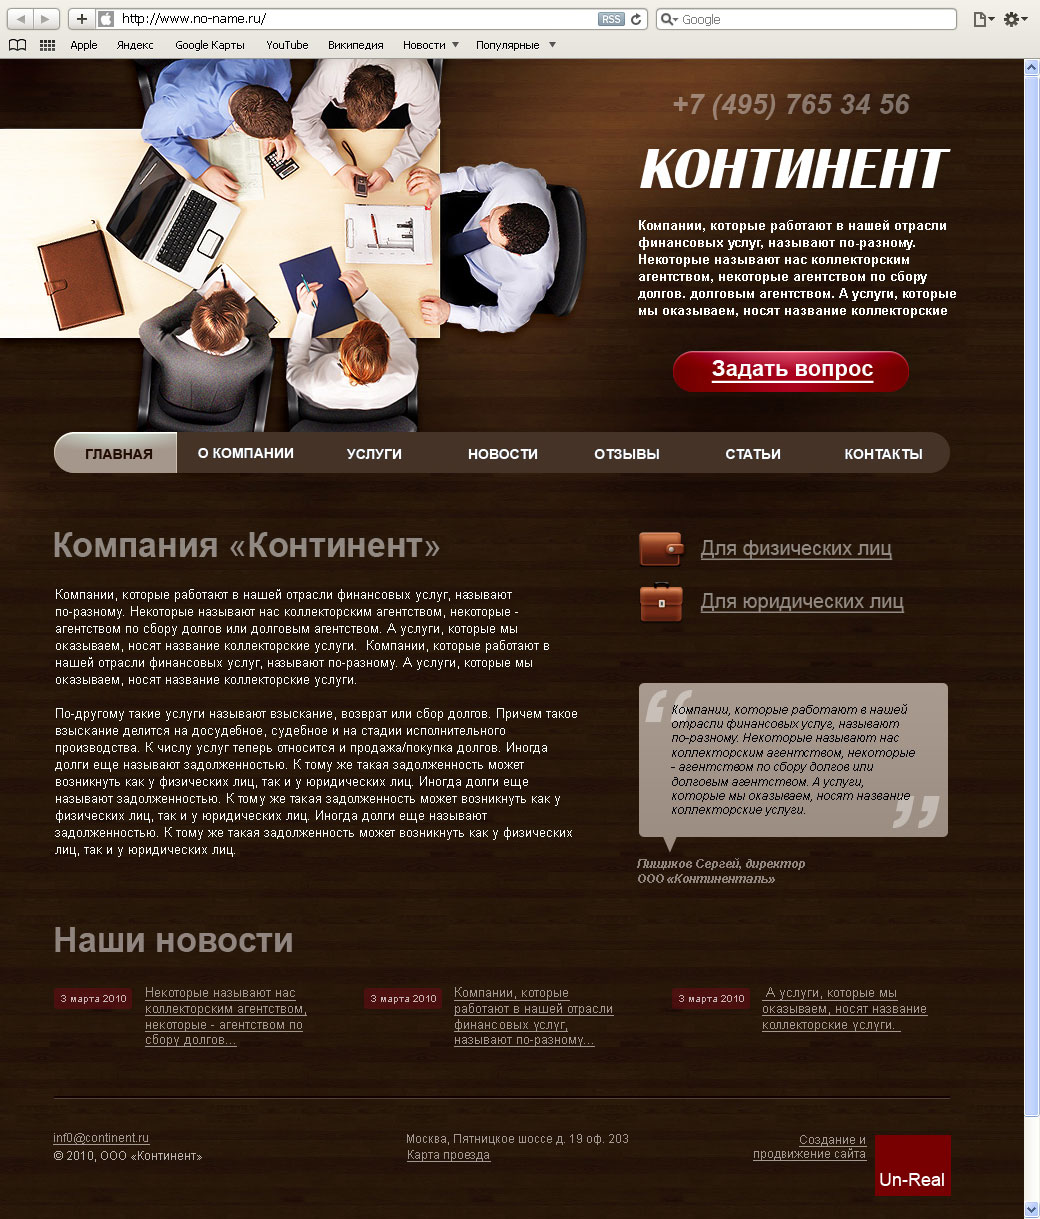 http://www.no-name.ru/
RSS
Google
Apple
Яндекс
Google Карты
YouTube
Википедия
Новости
Популярные
+7 (495) 765 34 56
КОНТИНЕНТ
Компании, которые работают в нашей отрасли
финансовых услуг, называют по-разному.
Некоторые называют нас коллекторским
агентством, некоторые агентством по сбору
долгов. долговым агентством. А услуги, которые
мы оказываем, носят название коллекторские
Задать вопрос
ГЛАВНАЯ
О КОМПАНИИ
УСЛУГИ
НОВОСТИ
ОТЗЫВЫ
СТАТЬИ
КОНТАКТЫ
Компания «Континент»
Компании, которые работают в нашей отрасли финансовых услуг, называют
по-разному. Некоторые называют нас коллекторским агентством, некоторые -
агентством по сбору долгов или долговым агентством. А услуги, которые мы
оказываем, носят название коллекторские услуги. Компании, которые работают в
нашей отрасли финансовых услуг, называют по-разному. А услуги, которые мы
оказываем, носят название коллекторские услуги.
По-другому такие услуги называют взыскание, возврат или сбор долгов. Причем такое
взыскание делится на досудебное, судебное и на стадии исполнительного
производства. К числу услуг теперь относится и продажа/покупка долгов. Иногда
долги еще называют задолженностью. К тому же такая задолженность может
возникнуть как у физических лиц, так и у юридических лиц. Иногда долги еще
называют задолженностью. К тому же такая задолженность может возникнуть как у
физических лиц, так и у юридических лиц. Иногда долги еще называют
задолженностью. К тому же такая задолженность может возникнуть как у физических
лиц, так и у юридических лиц.
Для физических лиц
Для юридических лиц
“
Компании, которые работают в нашей
отрасли финансовых услуг, называют
по-разному. Некоторые называют нас
коллекторским агентством, некоторые
- агентством по сбору долгов или
долговым агентством. А услуги,
которые мы оказываем, носят название
коллекторские услуги.
”
Пищиков Сергей, директор
ООО «Континенталь»
Наши новости
3 марта 2010
Некоторые называют нас
коллекторским агентством,
некоторые - агентством по
сбору долгов...
3 марта 2010
Компании, которые
работают в нашей отрасли
финансовых услуг,
называют по-разному...
3 марта 2010
А услуги, которые мы
оказываем, носят название
коллекторские услуги.
inf0@continent.ru
© 2010, ООО «Континент»
Москва, Пятницкое шоссе д. 19 оф. 203
Карта проезда
Создание и
продвижение сайта
Un-Real